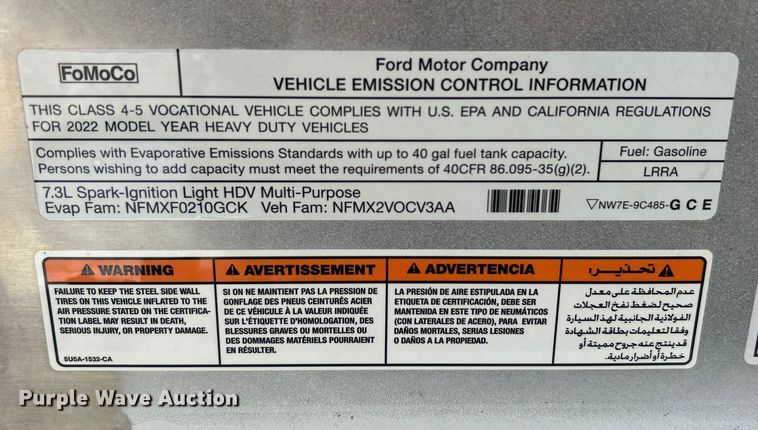 FoMoCo
Ford Motor Company
VEHICLE EMISSION CONTROL INFORMATION
THIS CLASS 4-5 VOCATIONAL VEHICLE COMPLIES WITH U.S. EPA AND CALIFORNIA REGULATIONS
FOR 2022 MODEL YEAR HEAVY DUTY VEHICLES
Complies with Evaporative Emissions Standards with up to 40 gal fuel tank capacity.
Persons wishing to add capacity must meet the requirements of 40CFR 86.095-35(g)(2).
Fuel: Gasoline
LRRA
7.3L Spark-Ignition Light HDV Multi-Purpose
Evap Fam: NFMXF0210GCK Veh Fam: NFMX2VOCV3AA
▽NW7E-9C485-G C E
⚠ WARNING
FAILURE TO KEEP THE STEEL SIDE WALL
TIRES ON THIS VEHICLE INFLATED TO THE
AIR PRESSURE STATED ON THE CERTIFICA-
TION LABEL MAY RESULT IN DEATH,
SERIOUS INJURY, OR PROPERTY DAMAGE.
5U5A-1532-CA
⚠ AVERTISSEMENT
SI ON NE MAINTIENT PAS LA PRESSION DE
GONFLAGE DES PNEUS CEINTURÉS ACIER
DE CE VÉHICULE À LA VALEUR INDIQUÉE
SUR L'ÉTIQUETTE D'HOMOLOGATION, DES
BLESSURES GRAVES OU MORTELLES OU
DES DOMMAGES MATÉRIELS POURRAIENT
EN RÉSULTER.
⚠ ADVERTENCIA
LA PRESIÓN DE AIRE ESTIPULADA EN LA
ETIQUETA DE CERTIFICACIÓN, DEBE SER
MANTENIDA EN ESTE TIPO DE NEUMÁTICOS
(CON LATERALES DE ACERO), PARA EVITAR
DAÑOS MORTALES, SERIAS LESIONES
O DAÑOS A LA PROPIEDAD.
⚠ تحذير:
عدم المحافظة على معدل
صحيح لضغط نفخ العجلات
الفولاذية الجانبية لهذه السيارة
وفقا لتعليمات بطاقة الشهادة
قد ينتج عنه جروح مميتة أو
خطرة أو أضرار مادية.
Purple Wave Auction